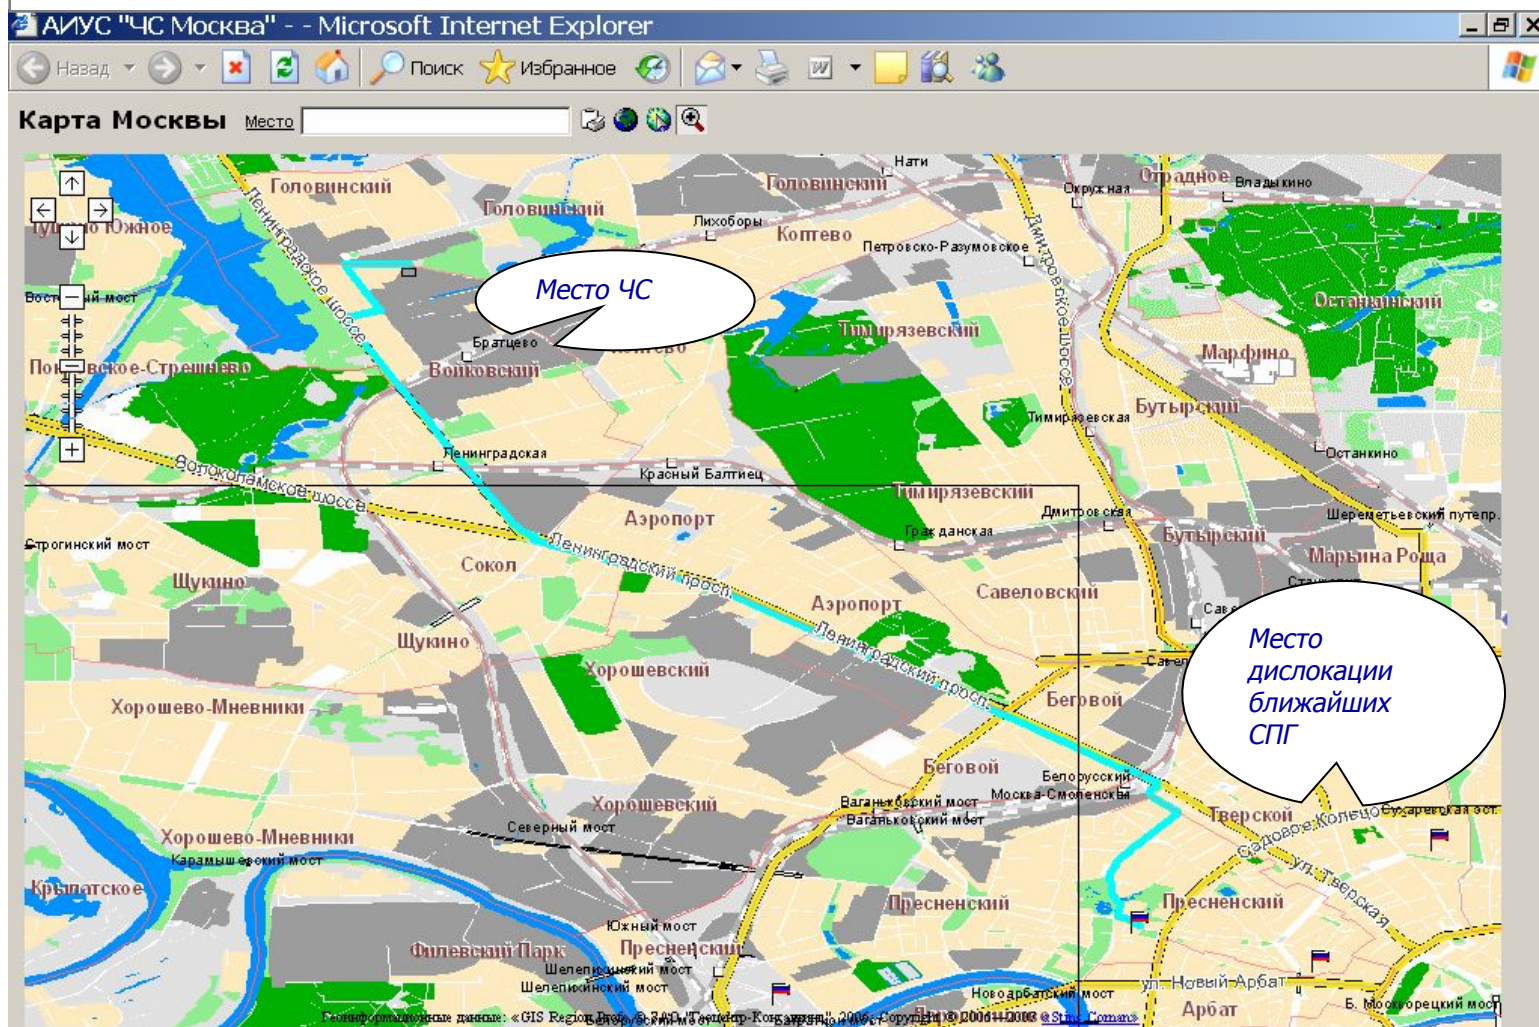 АИУС "ЧС Москва" - - Microsoft Internet Explorer
Назад Поиск Избранное
Карта Москвы Место
Нати
Головинский
Головинский
Отрадное
Владыкино
Окружная
Головинский
Лихоборы
Коптево
Петровско-Разумовское
Ленинградское шоссе
Дмитровское шоссе
Место ЧС
Останкинский
Тимирязевский
Братцево
Войковский
Марфино
Бутырский
Тимирязевская
Ленинградская
Красный Балтиец
Останкино
Волоколамское шоссе
Тимирязевский
Аэропорт
Дмитровская
Гражданская
Шереметьевский путепр.
Строгинский мост
Бутырский
Марьина Роща
Ленинградский просп.
Сокол
Щукино
Савеловский
Аэропорт
Ленинградский просп.
Щукино
Место
дислокации
ближайших
СПГ
Хорошевский
Беговой
Хорошево-Мневники
Беговой
Белорусский
Москва-Смоленская
Хорошевский
Ваганьковский мост
Ваганьковский мост
Тверской
Садовое Кольцо
Сухаревская эст.
Северный мост
Хорошево-Мневники
Карамышевский мост
ул. Тверская
Крылатское
Пресненский
Пресненский
Южный мост
Филевский Парк
Пресненский
Шелепихинский мост
Шелепихинский мост
ул. Новый Арбат
Новоарбатский мост
Арбат
Б. Москворецкий мост